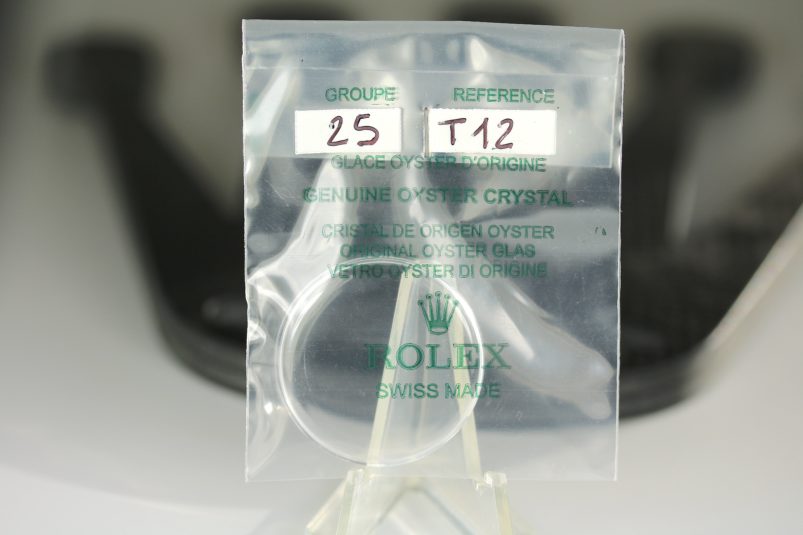 GROUPE REFERENCE
25 T12
GLACE OYSTER D'ORIGINE
GENUINE OYSTER CRYSTAL
CRISTAL DE ORIGEN OYSTER
ORIGINAL OYSTER GLAS
VETRO OYSTER DI ORIGINE
ROLEX
SWISS MADE